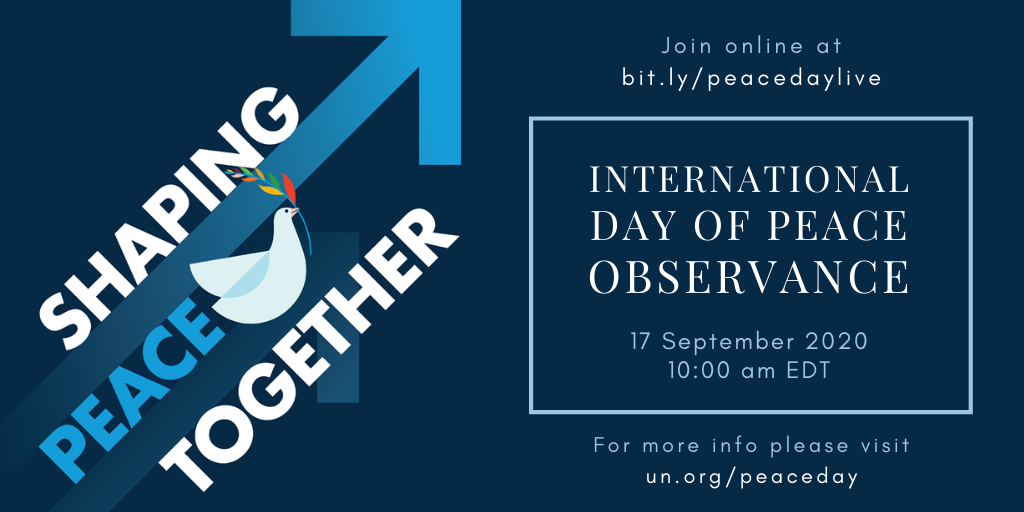 SHAPING
PEACE
TOGETHER
Join online at
bit.ly/peacedaylive
INTERNATIONAL
DAY OF PEACE
OBSERVANCE
17 September 2020
10:00 am EDT
For more info please visit
un.org/peaceday